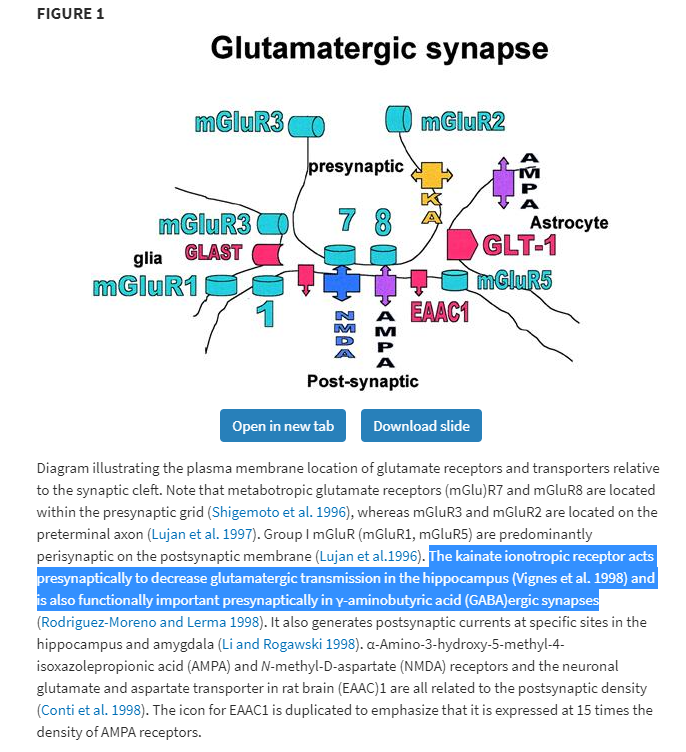 FIGURE 1
Glutamatergic synapse
mGluR3
mGluR2
presynaptic
KA
AMPA
Astrocyte
mGluR3
7 8
glia
GLAST
GLT-1
mGluR1
mGluR5
1
NMDA
AMPA
EAAC1
Post-synaptic
Open in new tab
Download slide
Diagram illustrating the plasma membrane location of glutamate receptors and transporters relative
to the synaptic cleft. Note that metabotropic glutamate receptors (mGlu)R7 and mGluR8 are located
within the presynaptic grid (Shigemoto et al. 1996), whereas mGluR3 and mGluR2 are located on the
preterminal axon (Lujan et al. 1997). Group I mGluR (mGluR1, mGluR5) are predominantly
perisynaptic on the postsynaptic membrane (Lujan et al.1996). The kainate ionotropic receptor acts
presynaptically to decrease glutamatergic transmission in the hippocampus (Vignes et al. 1998) and
is also functionally important presynaptically in γ-aminobutyric acid (GABA)ergic synapses
(Rodriguez-Moreno and Lerma 1998). It also generates postsynaptic currents at specific sites in the
hippocampus and amygdala (Li and Rogawski 1998). α-Amino-3-hydroxy-5-methyl-4-
isoxazolepropionic acid (AMPA) and N-methyl-D-aspartate (NMDA) receptors and the neuronal
glutamate and aspartate transporter in rat brain (EAAC)1 are all related to the postsynaptic density
(Conti et al. 1998). The icon for EAAC1 is duplicated to emphasize that it is expressed at 15 times the
density of AMPA receptors.